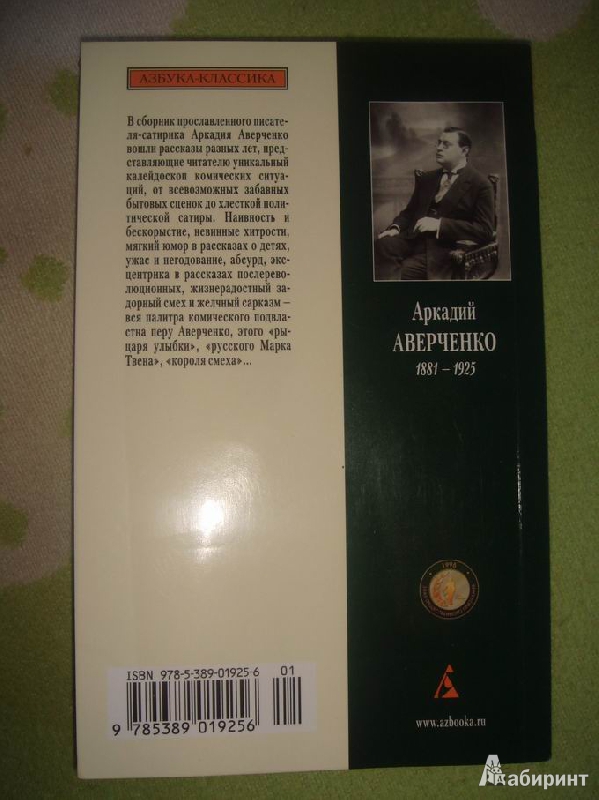 АЗБУКА-КЛАССИКА
В сборник прославленного писате-
ля-сатирика Аркадия Аверченко
вошли рассказы разных лет, пред-
ставляющие читателю уникальный
калейдоскоп комических ситуа-
ций, от всевозможных забавных
бытовых сценок до хлесткой поли-
тической сатиры. Наивность и
бескорыстие, невинные хитрости,
мягкий юмор в рассказах о детях,
ужас и негодование, абсурд, экс-
центрика в рассказах послерево-
люционных, жизнерадостный за-
дорный смех и желчный сарказм –
вся палитра комического подвла-
стна перу Аверченко, этого «ры-
царя улыбки», «русского Марка
Твена», «короля смеха»...
Аркадий
АВЕРЧЕНКО
1881 – 1925
1996
ISBN 978-5-389-01925-6
01
9 785389 019256
www.azbooka.ru
Лабиринт